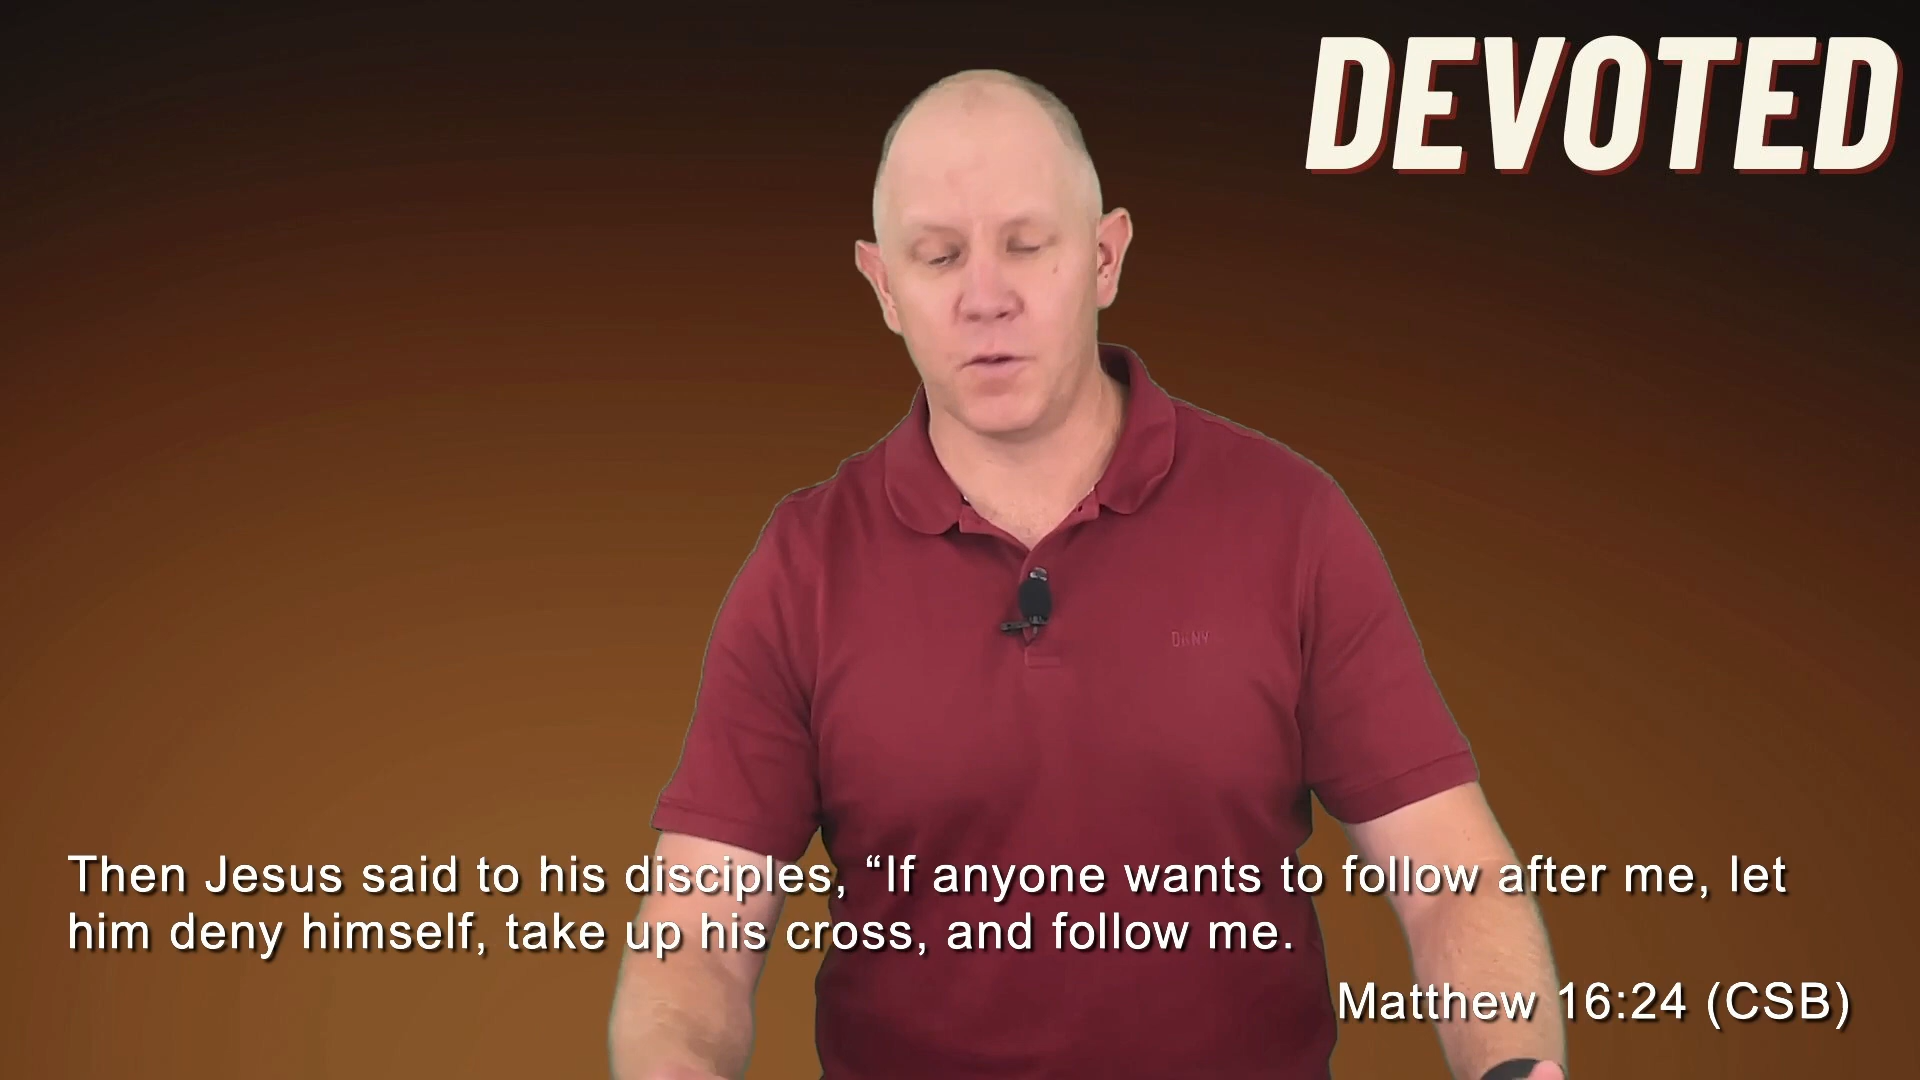 DEVOTED
DKNY
Then Jesus said to his disciples, “If anyone wants to follow after me, let
him deny himself, take up his cross, and follow me.
Matthew 16:24 (CSB)